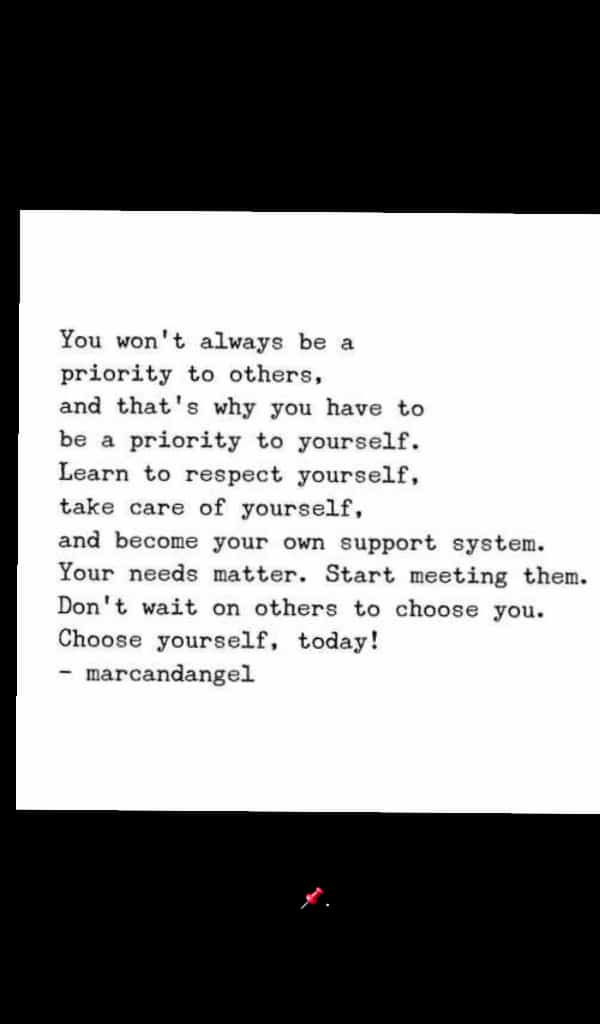 You won't always be a
priority to others,
and that's why you have to
be a priority to yourself.
Learn to respect yourself,
take care of yourself,
and become your own support system.
Your needs matter. Start meeting them.
Don't wait on others to choose you.
Choose yourself, today!
- marcandangel
📌.